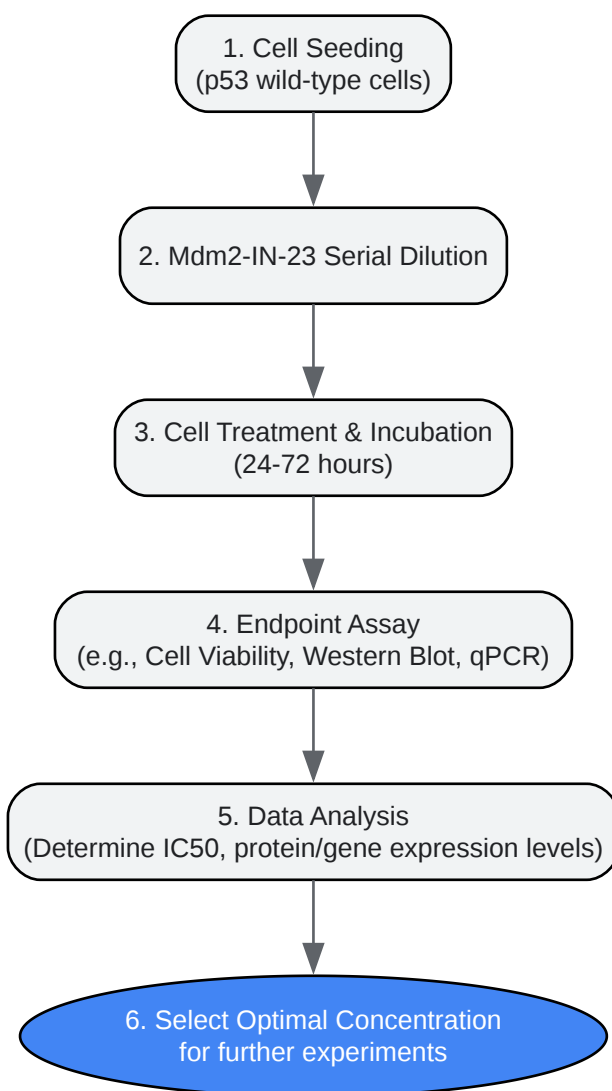 1. Cell Seeding
(p53 wild-type cells)
2. Mdm2-IN-23 Serial Dilution
3. Cell Treatment & Incubation
(24-72 hours)
4. Endpoint Assay
(e.g., Cell Viability, Western Blot, qPCR)
5. Data Analysis
(Determine IC50, protein/gene expression levels)
6. Select Optimal Concentration
for further experiments